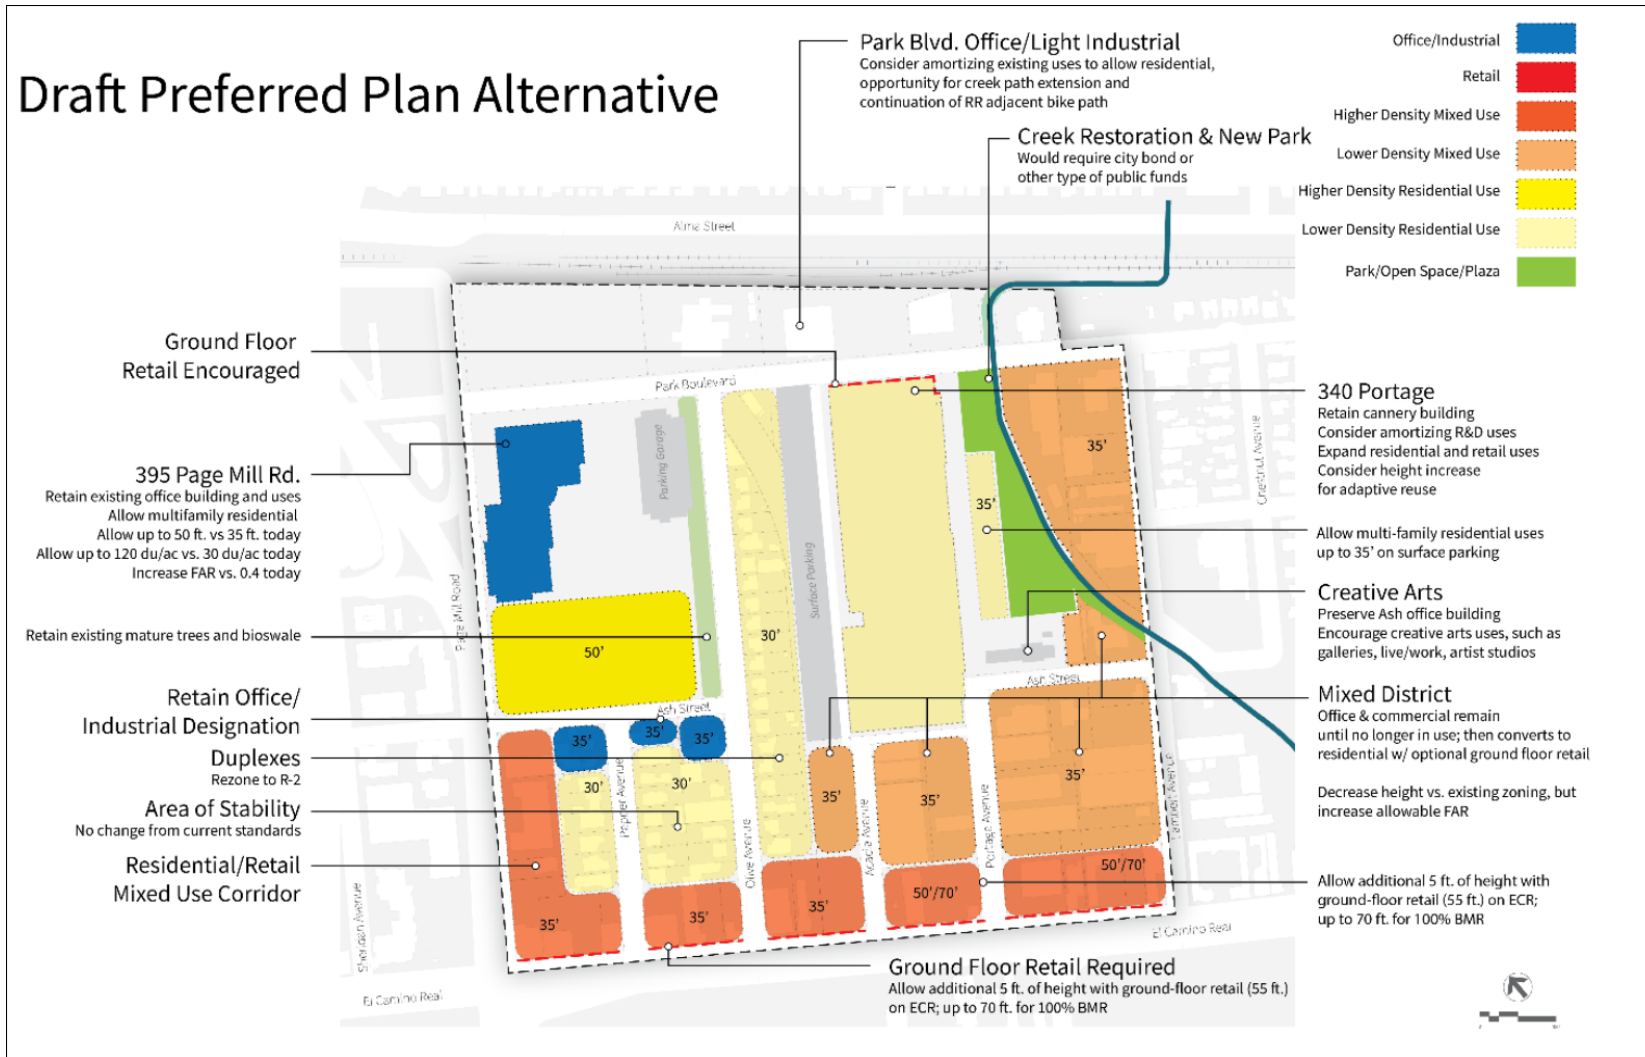 Draft Preferred Plan Alternative
Park Blvd. Office/Light Industrial
Consider amortizing existing uses to allow residential,
opportunity for creek path extension and
continuation of RR adjacent bike path
Creek Restoration & New Park
Would require city bond or
other type of public funds
Office/Industrial
Retail
Higher Density Mixed Use
Lower Density Mixed Use
Higher Density Residential Use
Lower Density Residential Use
Park/Open Space/Plaza
Ground Floor
Retail Encouraged
395 Page Mill Rd.
Retain existing office building and uses
Allow multifamily residential
Allow up to 50 ft. vs 35 ft. today
Allow up to 120 du/ac vs. 30 du/ac today
Increase FAR vs. 0.4 today
Retain existing mature trees and bioswale
Retain Office/
Industrial Designation
Duplexes
Rezone to R-2
Area of Stability
No change from current standards
Residential/Retail
Mixed Use Corridor
Alma Street
Park Boulevard
Parking Garage
Surface Parking
Page Mill Road
Chestnut Avenue
Ash Street
Ash Street
Pepper Avenue
Olive Avenue
Acacia Avenue
Portage Avenue
Lambert Avenue
Sheridan Avenue
El Camino Real
El Camino Real
35'
35'
30'
50'
35'
35'
35'
30'
30'
35'
35'
35'
35'
35'
35'
50'/70'
50'/70'
340 Portage
Retain cannery building
Consider amortizing R&D uses
Expand residential and retail uses
Consider height increase
for adaptive reuse
Allow multi-family residential uses
up to 35' on surface parking
Creative Arts
Preserve Ash office building
Encourage creative arts uses, such as
galleries, live/work, artist studios
Mixed District
Office & commercial remain
until no longer in use; then converts to
residential w/ optional ground floor retail
Decrease height vs. existing zoning, but
increase allowable FAR
Allow additional 5 ft. of height with
ground-floor retail (55 ft.) on ECR;
up to 70 ft. for 100% BMR
Ground Floor Retail Required
Allow additional 5 ft. of height with ground-floor retail (55 ft.)
on ECR; up to 70 ft. for 100% BMR